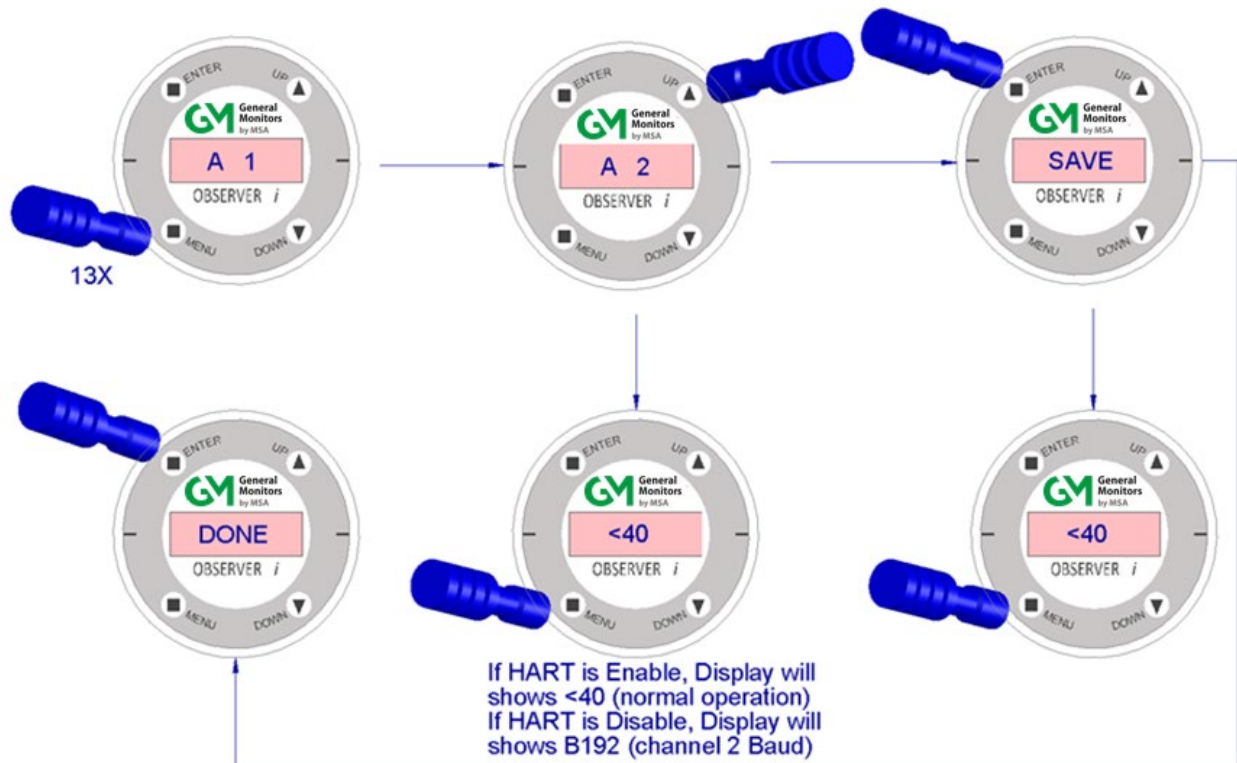 ENTER UP
General
Monitors
by MSA
A 1
OBSERVER i
MENU DOWN
13X
ENTER UP
General
Monitors
by MSA
A 2
OBSERVER i
MENU DOWN
ENTER UP
General
Monitors
by MSA
SAVE
OBSERVER i
MENU DOWN
ENTER UP
GM General
Monitors
by MSA
DONE
OBSERVER i
MENU DOWN
ENTER UP
GM General
Monitors
by MSA
<40
OBSERVER i
MENU DOWN
If HART is Enable, Display will
shows <40 (normal operation)
If HART is Disable, Display will
shows B192 (channel 2 Baud)
ENTER UP
GM General
Monitors
by MSA
<40
OBSERVER i
MENU DOWN